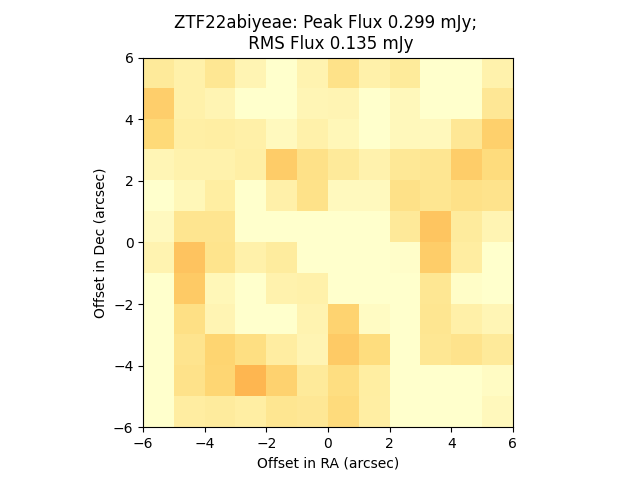 ZTF22abiyeae: Peak Flux 0.299 mJy;
RMS Flux 0.135 mJy
6
4
2
0
−2
−4
−6
Offset in Dec (arcsec)
−6 −4 −2 0 2 4 6
Offset in RA (arcsec)